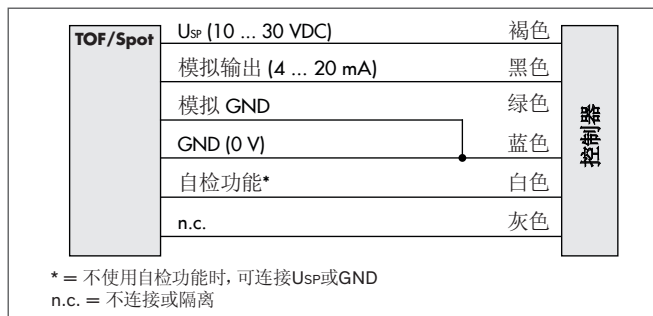 TOF/Spot
USP (10 ... 30 VDC) 褐色
模拟输出 (4 ... 20 mA) 黑色
模拟 GND 绿色
GND (0 V) 蓝色
自检功能* 白色
n.c. 灰色
控制器
* = 不使用自检功能时, 可连接USP或GND
n.c. = 不连接或隔离